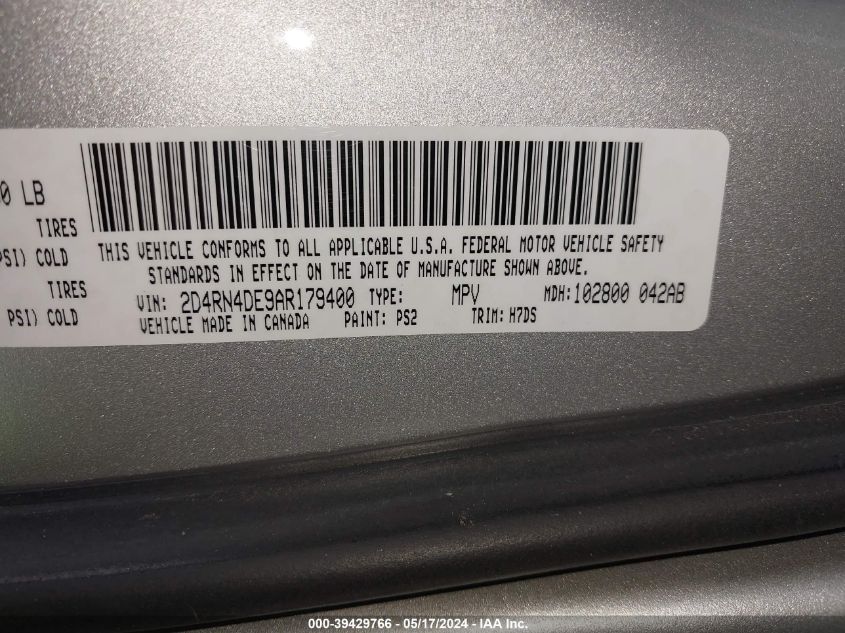 0 LB
TIRES
PSI) COLD
TIRES
PSI) COLD
THIS VEHICLE CONFORMS TO ALL APPLICABLE U.S.A. FEDERAL MOTOR VEHICLE SAFETY
STANDARDS IN EFFECT ON THE DATE OF MANUFACTURE SHOWN ABOVE.
VIN: 2D4RN4DE9AR179400 TYPE: MPV MDH:102800 042AB
VEHICLE MADE IN CANADA PAINT: PS2 TRIM: H7DS
000-39429766 - 05/17/2024 - IAA Inc.